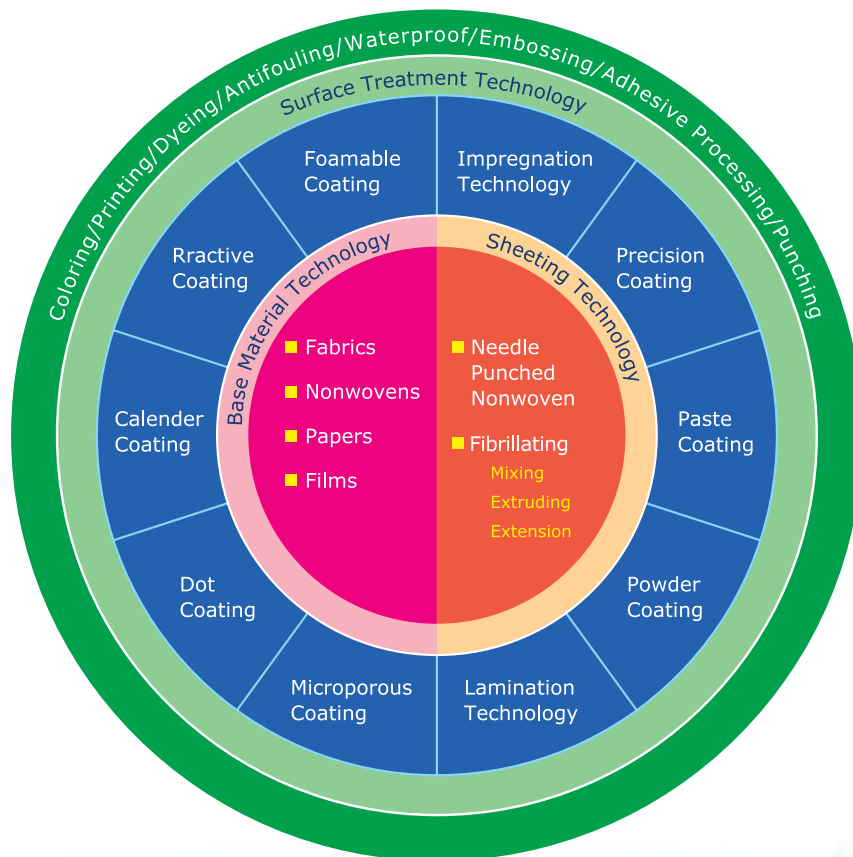 Coloring/Printing/Dyeing/Antifouling/Waterproof/Embossing/Adhesive Processing/Punching
Surface Treatment Technology
Foamable
Coating
Impregnation
Technology
Rractive
Coating
Precision
Coating
Calender
Coating
Paste
Coating
Dot
Coating
Powder
Coating
Microporous
Coating
Lamination
Technology
Base Material Technology
Fabrics
Nonwovens
Papers
Films
Sheeting Technology
Needle
Punched
Nonwoven
Fibrillating
Mixing
Extruding
Extension